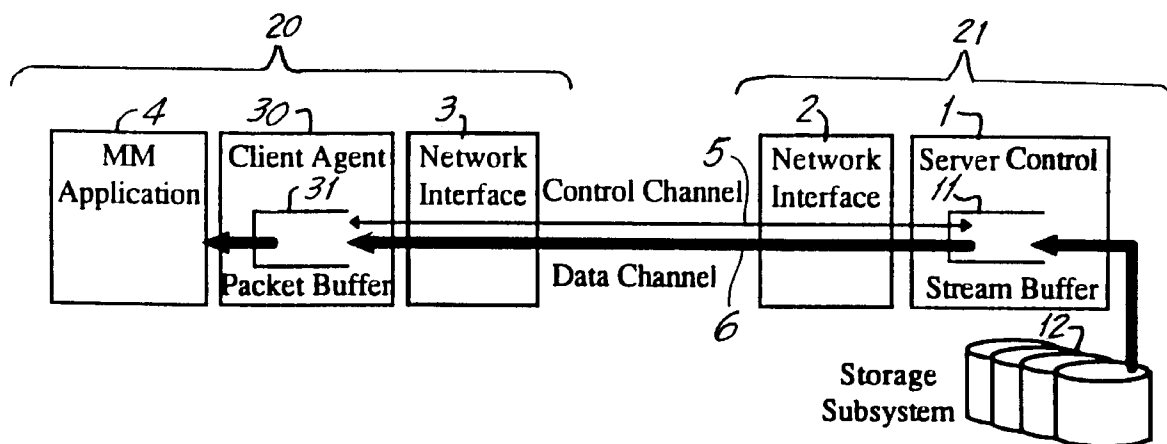 20
21
4
30
3
2
1
MM
Application
Client Agent
31
Packet Buffer
Network
Interface
5
Control Channel
Data Channel
6
Network
Interface
Server Control
11
Stream Buffer
12
Storage
Subsystem